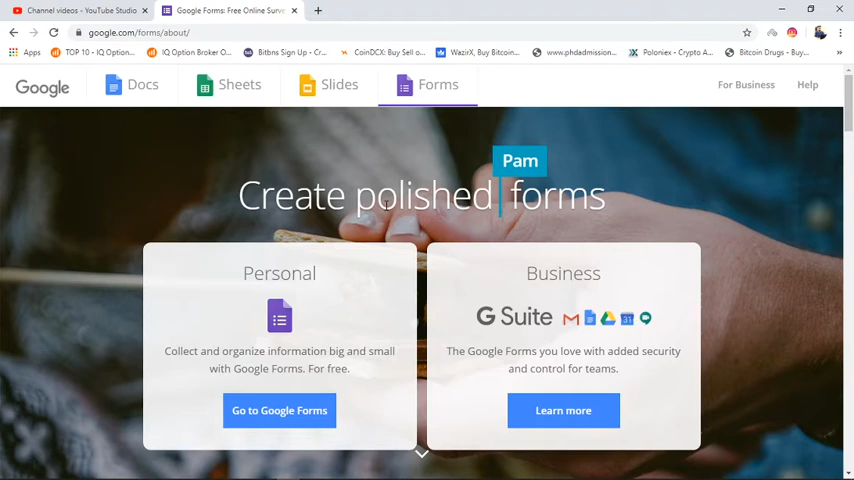 Channel videos - YouTube Studio
Google Forms: Free Online Surve
google.com/forms/about/
Apps
TOP 10 - IQ Option...
IQ Option Broker O...
Bitbns Sign Up - Cr...
CoinDCX: Buy Sell o...
WazirX, Buy Bitcoin...
www.phdadmission...
Poloniex - Crypto A...
Bitcoin Drugs - Buy...
Google
Docs
Sheets
Slides
Forms
For Business
Help
Pam
Create polished forms
Personal
Collect and organize information big and small
with Google Forms. For free.
Go to Google Forms
Business
G Suite
31
The Google Forms you love with added security
and control for teams.
Learn more